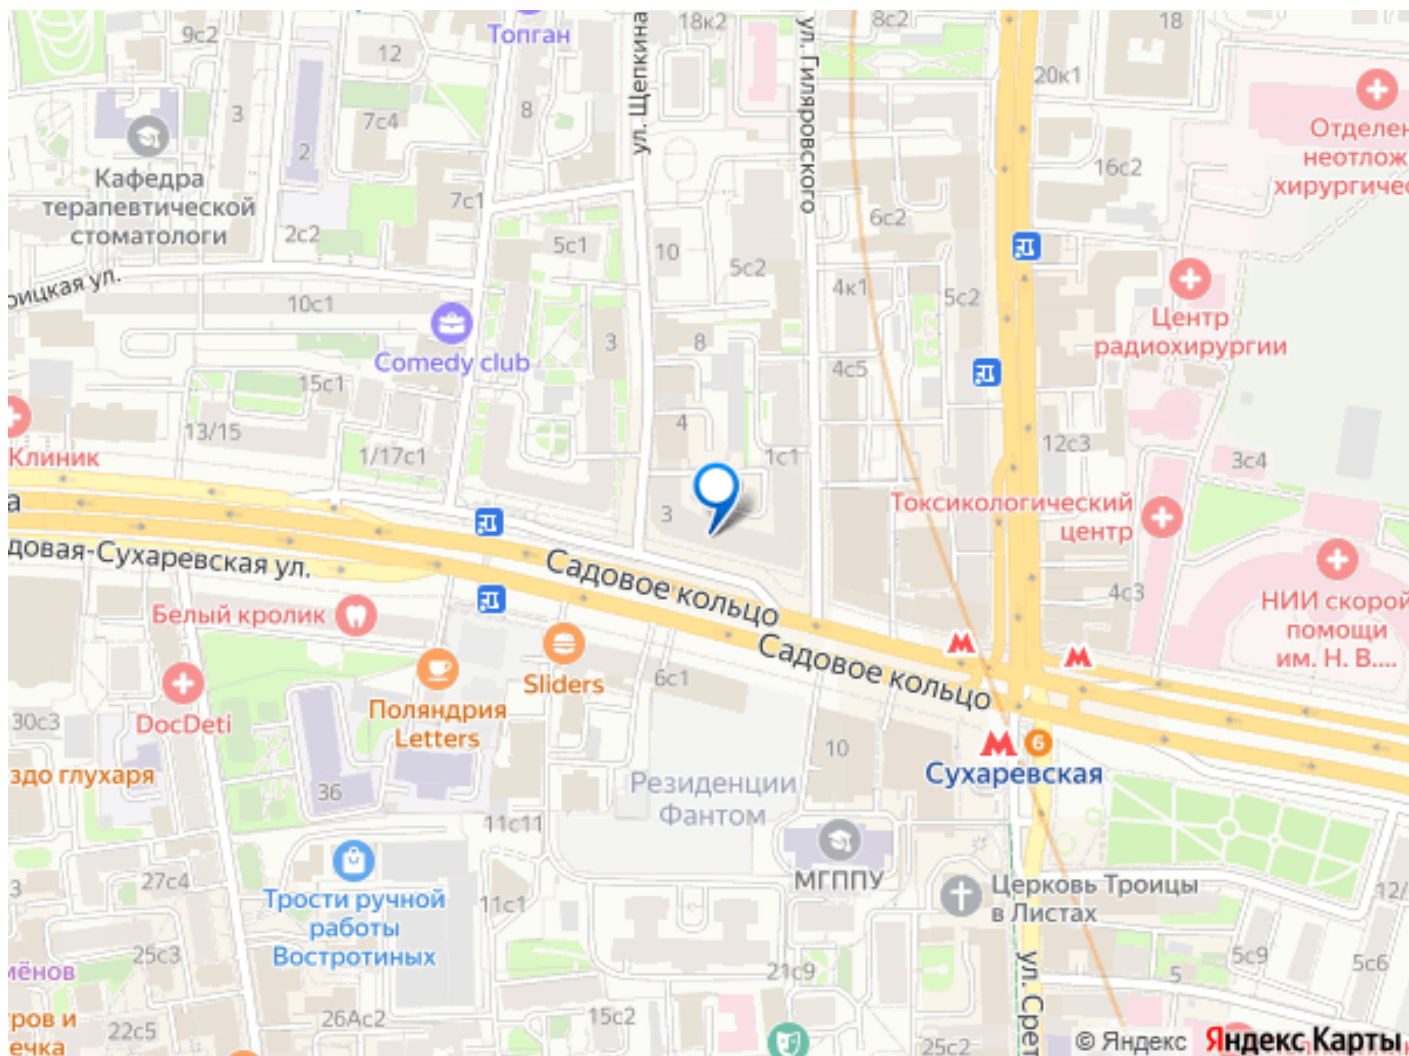 9с2
12
Топган
18к2
8с2
18
ул. Щепкина
ул. Гиляровского
20к1
3
7с4
8
2
Отделен
неотлож
хирургичес
Кафедра
терапевтической
стоматологи
7с1
16с2
6с2
2с2
5с1
10
5с2
4к1
5с2
оицкая ул.
10с1
Центр
радиохирургии
Comedy club
3
8
4с5
15с1
13/15
Клиник
1/17с1
4
1с1
12с3
3с4
а
3
Токсикологический
центр
довая-Сухаревская ул.
Садовое кольцо
Садовое кольцо
4с3
НИИ скорой
помощи
им. Н. В....
Белый кролик
Sliders
6с1
DocDeti
Поляндрия
Letters
30с3
10
6
Сухаревская
здо глухаря
36
Резиденции
Фантом
11с11
МГППУ
Церковь Троицы
в Листах
3
27с4
12/
Трости ручной
работы
Востротиных
11с1
25с3
мёнов
21с9
5
5с9
5с6
ул. Срет
тров и
ечка
22с5
26Ас2
15с2
25с2
© Яндекс
Яндекс Карты